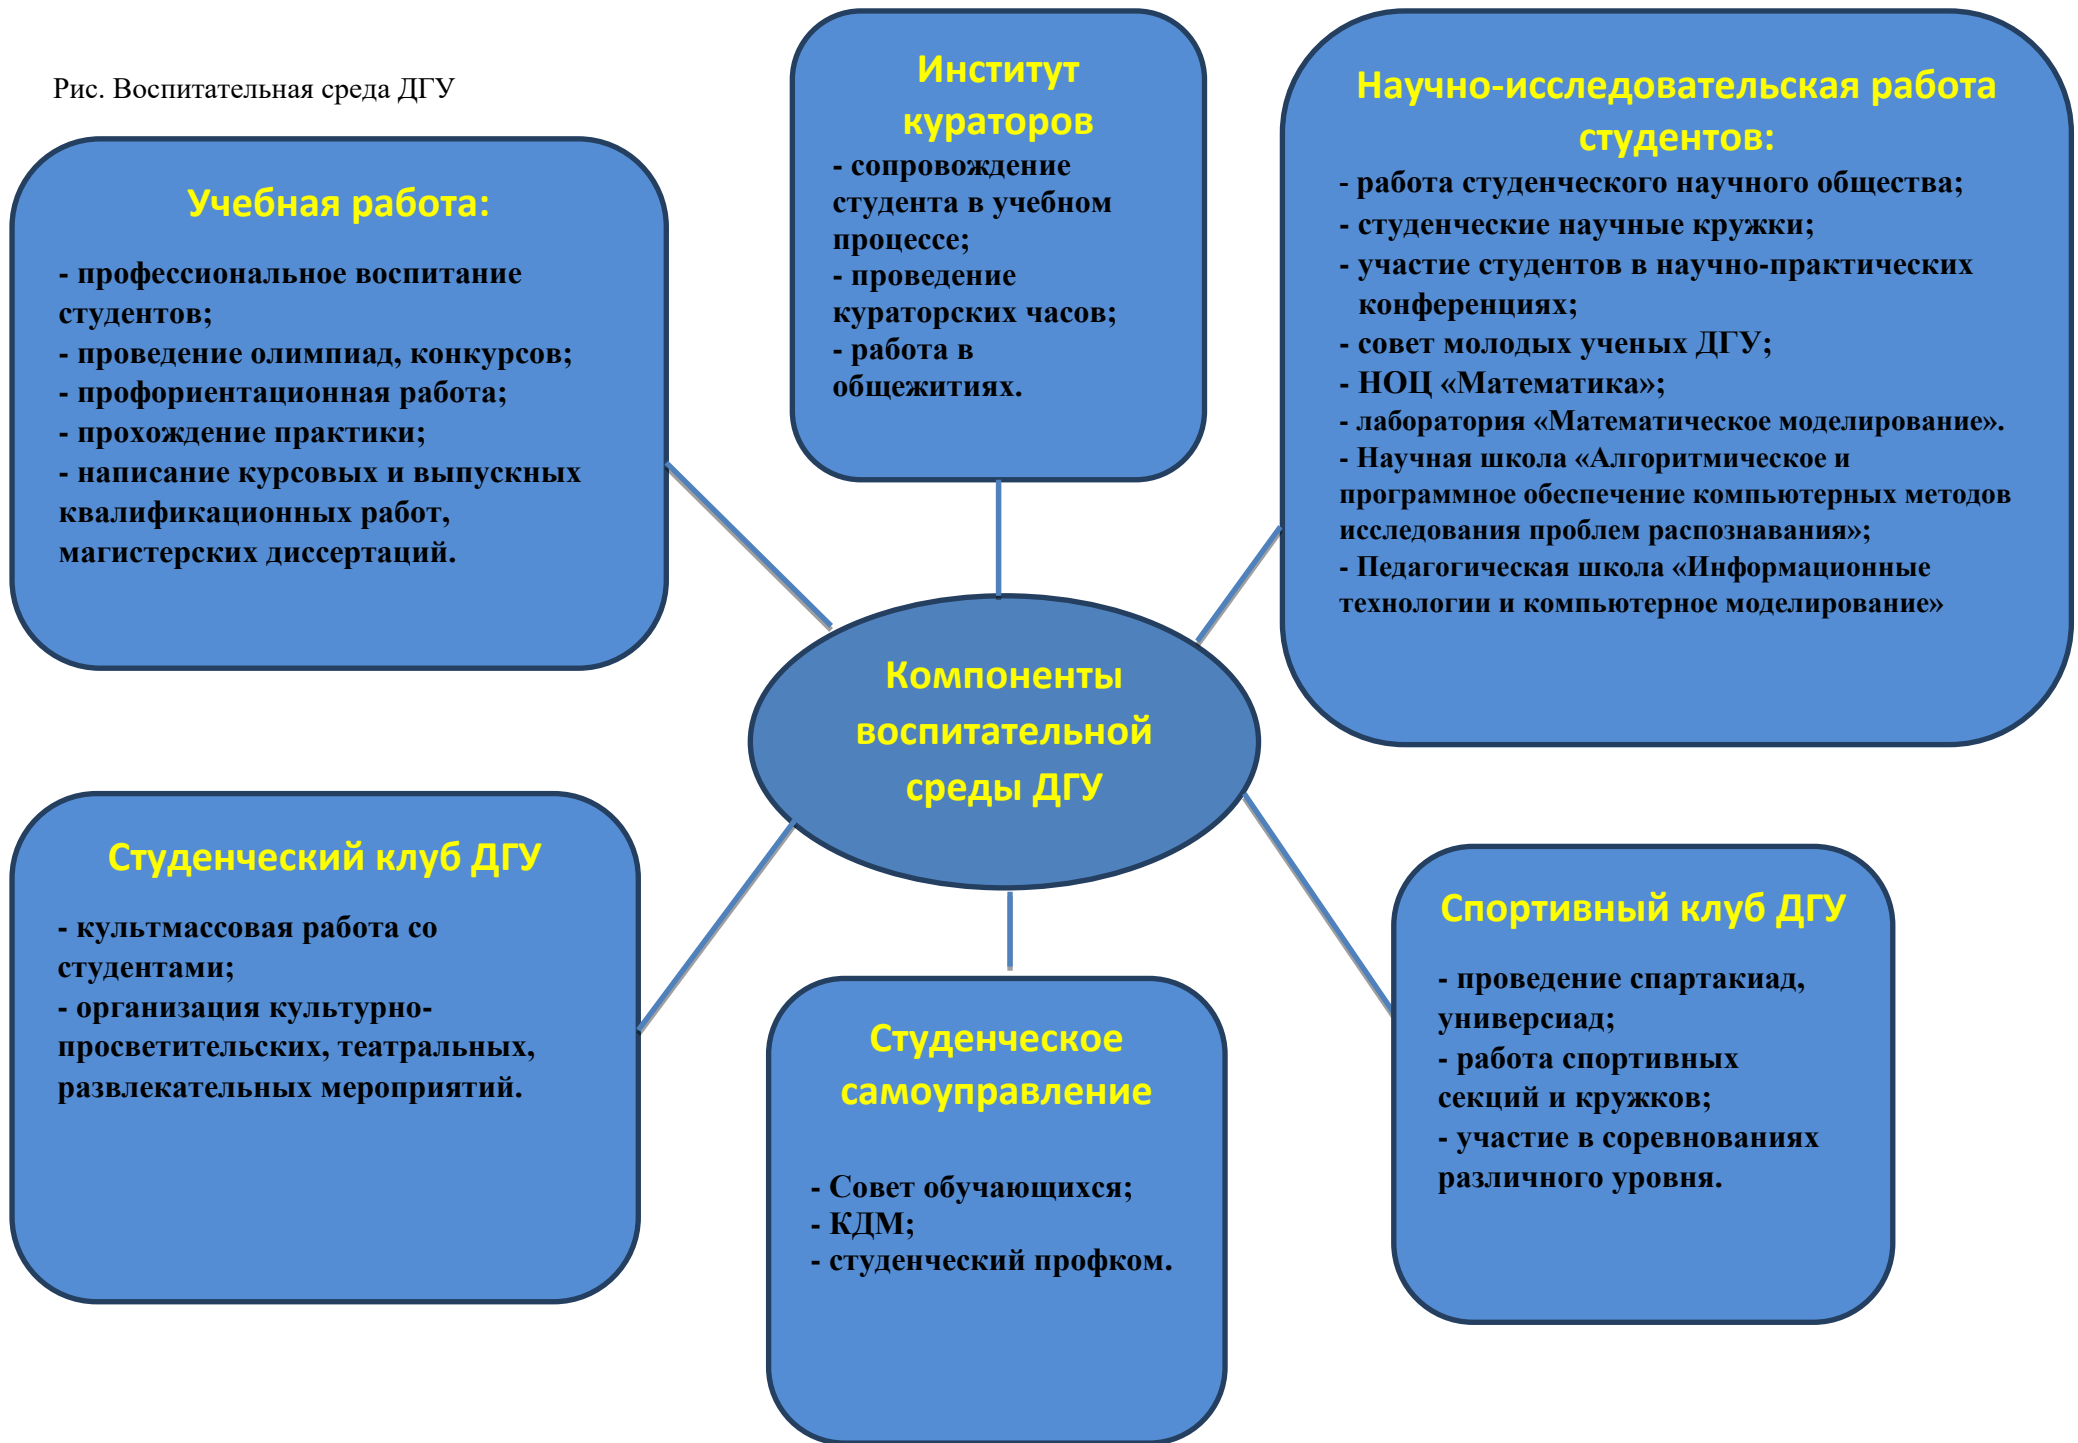 Рис. Воспитательная среда ДГУ
Учебная работа:
- профессиональное воспитание
студентов;
- проведение олимпиад, конкурсов;
- профориентационная работа;
- прохождение практики;
- написание курсовых и выпускных
квалификационных работ,
магистерских диссертаций.
Институт
кураторов
- сопровождение
студента в учебном
процессе;
- проведение
кураторских часов;
- работа в
общежитиях.
Научно-исследовательская работа
студентов:
- работа студенческого научного общества;
- студенческие научные кружки;
- участие студентов в научно-практических
конференциях;
- совет молодых ученых ДГУ;
- НОЦ «Математика»;
- лаборатория «Математическое моделирование».
- Научная школа «Алгоритмическое и
программное обеспечение компьютерных методов
исследования проблем распознавания»;
- Педагогическая школа «Информационные
технологии и компьютерное моделирование»
Компоненты
воспитательной
среды ДГУ
Студенческий клуб ДГУ
- культмассовая работа со
студентами;
- организация культурно-
просветительских, театральных,
развлекательных мероприятий.
Студенческое
самоуправление
- Совет обучающихся;
- КДМ;
- студенческий профком.
Спортивный клуб ДГУ
- проведение спартакиад,
универсиад;
- работа спортивных
секций и кружков;
- участие в соревнованиях
различного уровня.